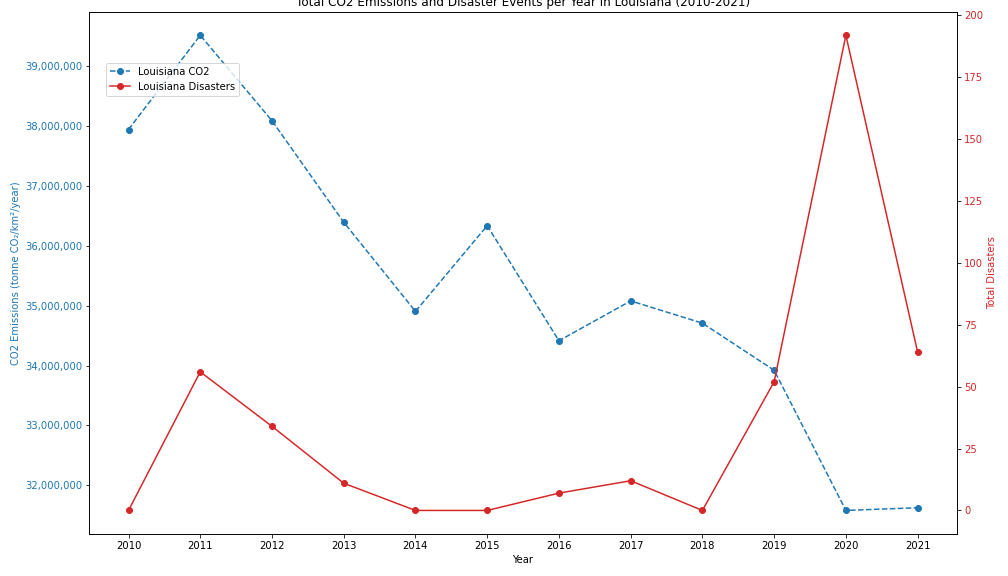 Total CO2 Emissions and Disaster Events per Year in Louisiana (2010-2021)
Louisiana CO2
Louisiana Disasters
CO2 Emissions (tonne CO₂/km²/year)
39,000,000
38,000,000
37,000,000
36,000,000
35,000,000
34,000,000
33,000,000
32,000,000
200
175
150
125
100
75
50
25
0
Total Disasters
2010 2011 2012 2013 2014 2015 2016 2017 2018 2019 2020 2021
Year